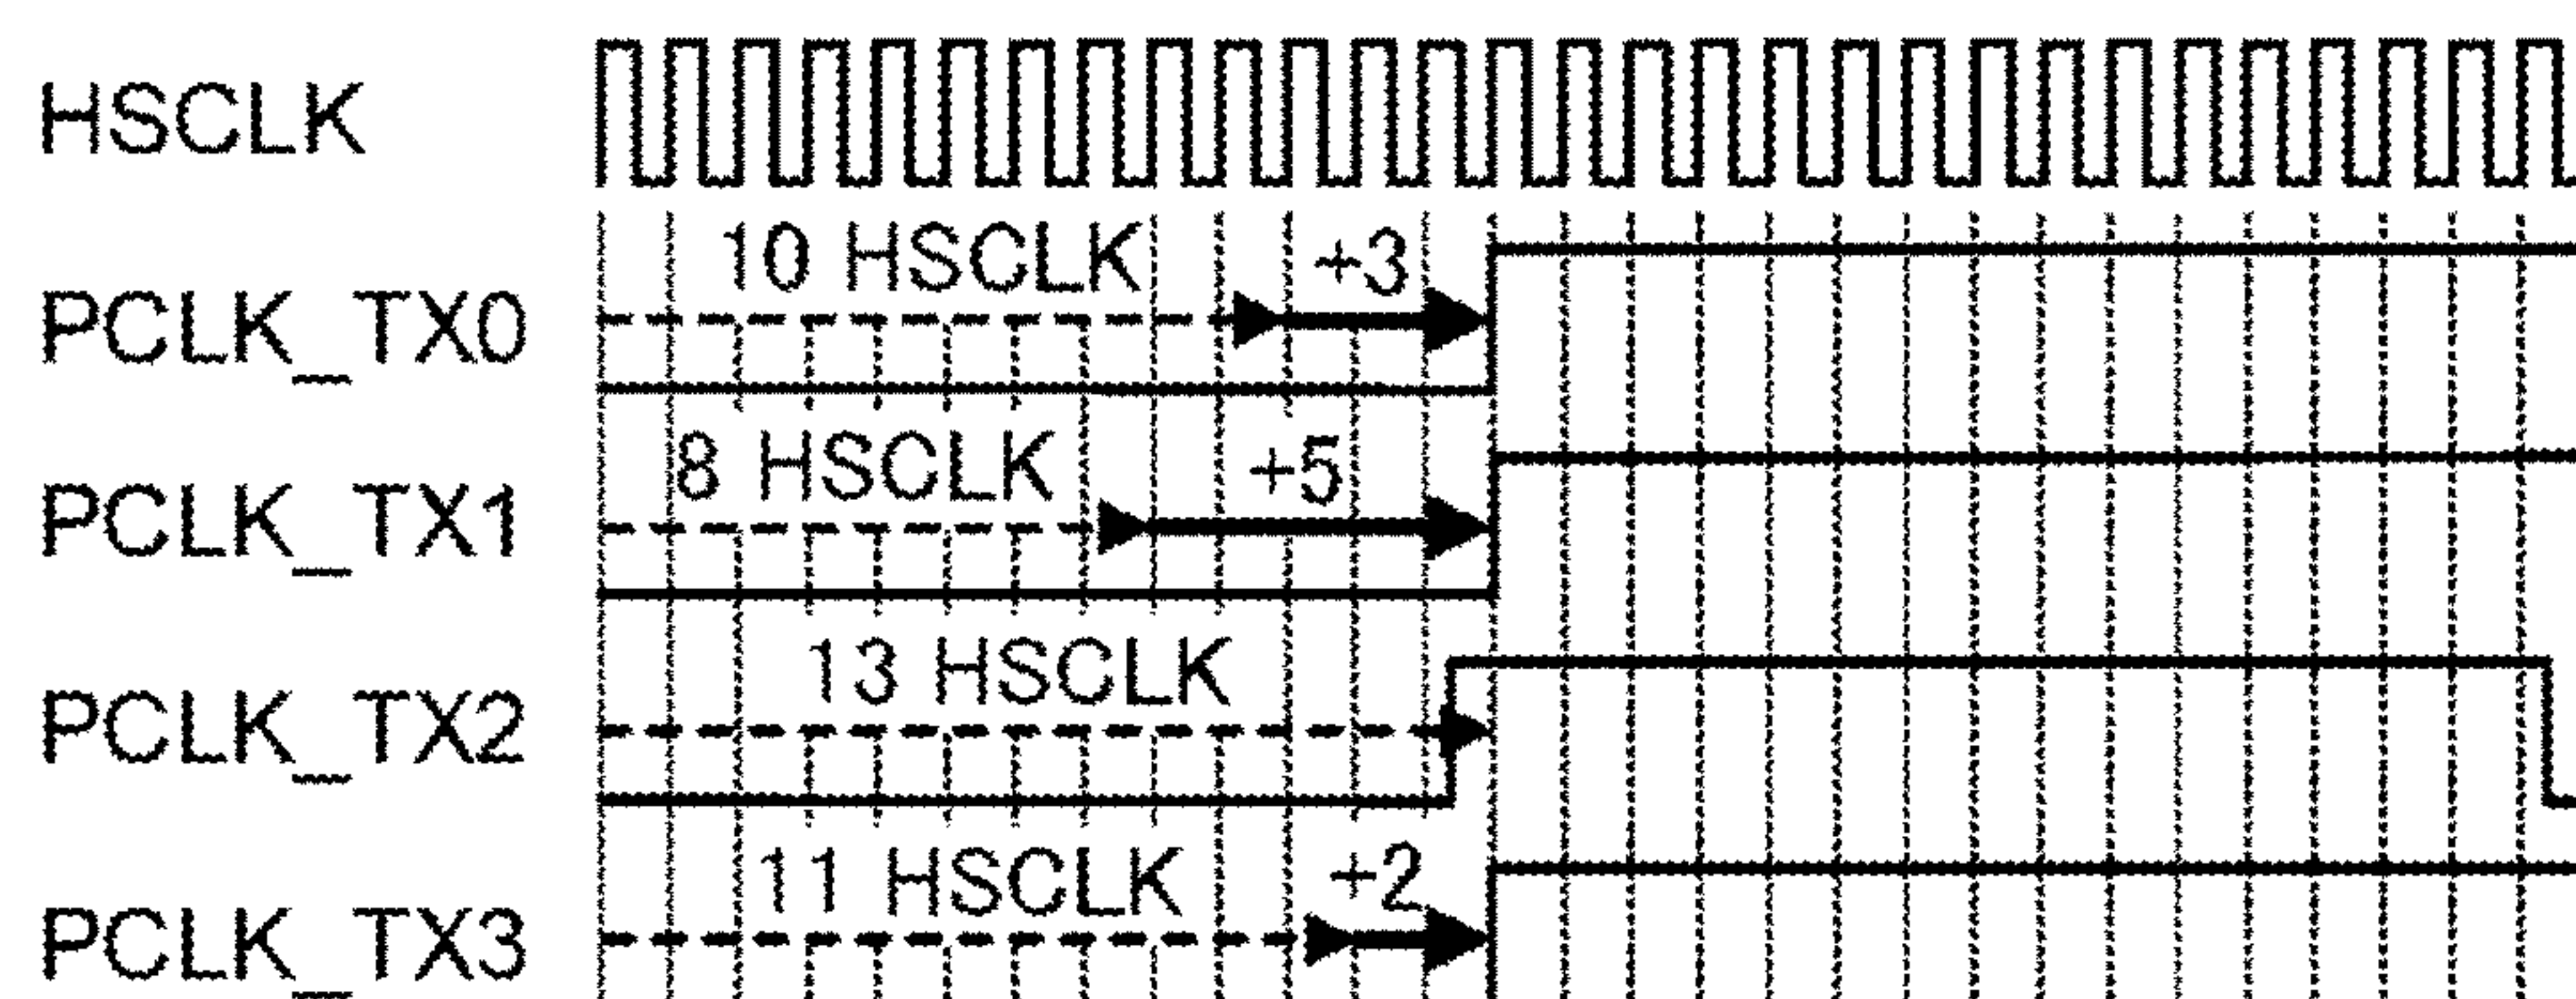 HSCLK
10 HSCLK +3
PCLK_TX0
8 HSCLK +5
PCLK_TX1
13 HSCLK
PCLK_TX2
11 HSCLK +2
PCLK_TX3